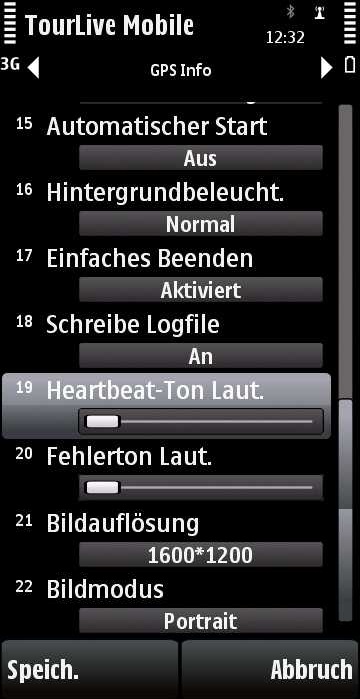 TourLive Mobile
12:32
3G
GPS Info
15 Automatischer Start
Aus
16 Hintergrundbeleucht.
Normal
17 Einfaches Beenden
Aktiviert
18 Schreibe Logfile
An
19 Heartbeat-Ton Laut.
20 Fehlerton Laut.
21 Bildauflösung
1600*1200
22 Bildmodus
Portrait
Speich.
Abbruch